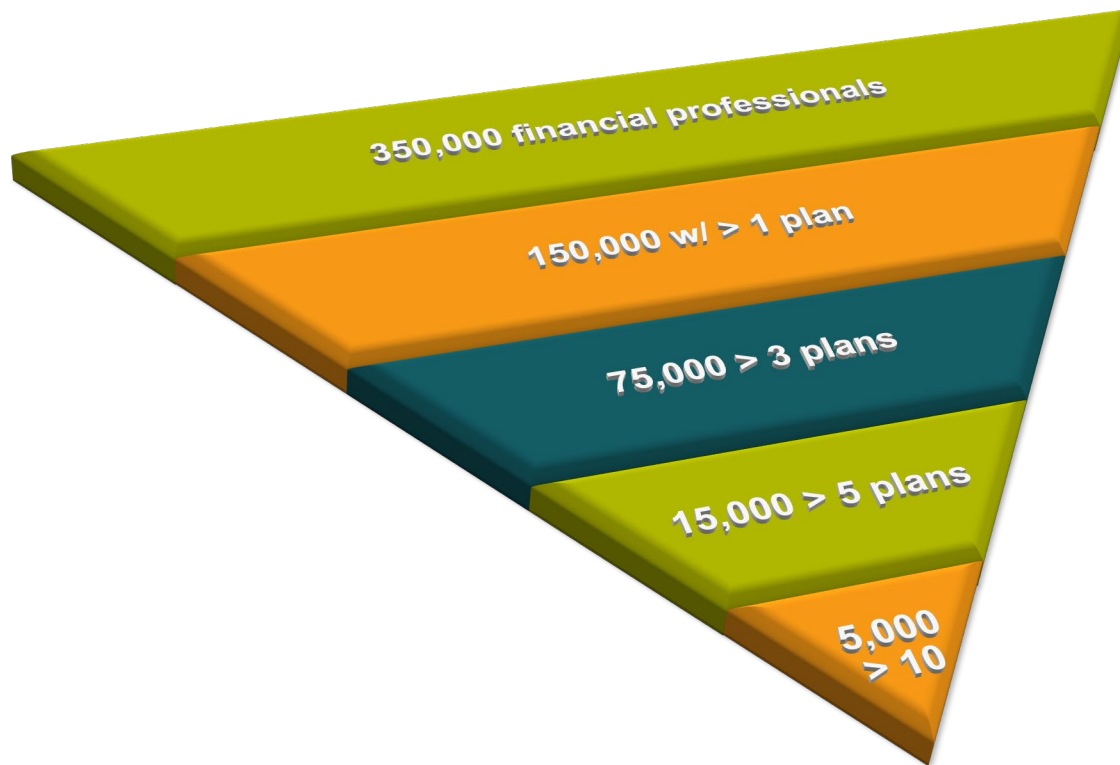 350,000 financial professionals
150,000 w/ > 1 plan
75,000 > 3 plans
15,000 > 5 plans
5,000
> 10